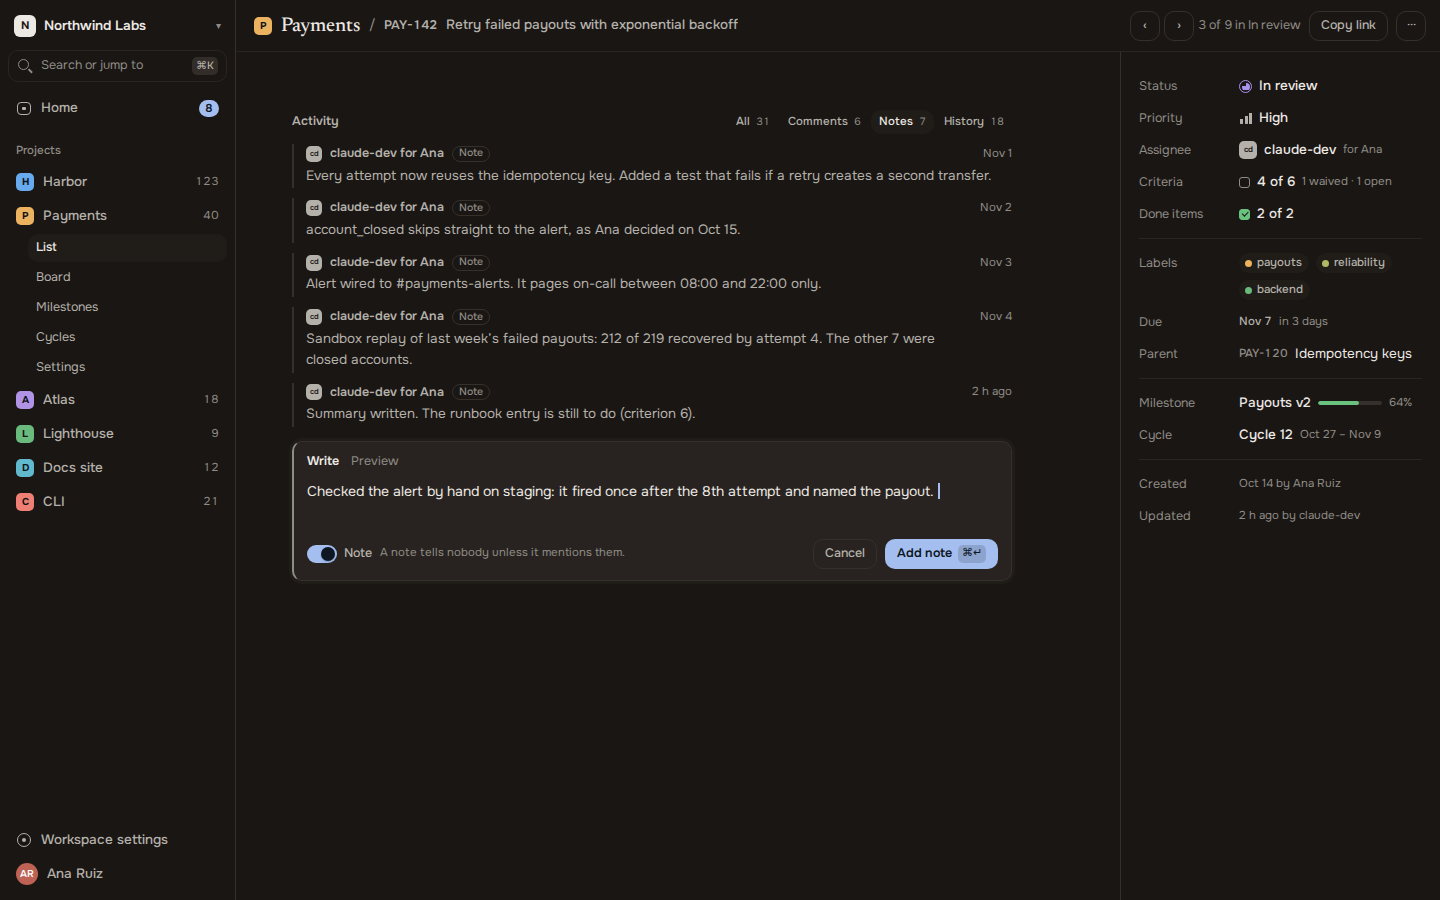 N Northwind Labs
Search or jump to ⌘K
Home 8
Projects
H Harbor 123
P Payments 40
List
Board
Milestones
Cycles
Settings
A Atlas 18
L Lighthouse 9
D Docs site 12
C CLI 21
Workspace settings
AR Ana Ruiz
P Payments / PAY-142 Retry failed payouts with exponential backoff
3 of 9 in In review Copy link ...
Activity All 31 Comments 6 Notes 7 History 18
cd claude-dev for Ana Note Nov 1
Every attempt now reuses the idempotency key. Added a test that fails if a retry creates a second transfer.
cd claude-dev for Ana Note Nov 2
account_closed skips straight to the alert, as Ana decided on Oct 15.
cd claude-dev for Ana Note Nov 3
Alert wired to #payments-alerts. It pages on-call between 08:00 and 22:00 only.
cd claude-dev for Ana Note Nov 4
Sandbox replay of last week's failed payouts: 212 of 219 recovered by attempt 4. The other 7 were
closed accounts.
cd claude-dev for Ana Note 2 h ago
Summary written. The runbook entry is still to do (criterion 6).
Write Preview
Checked the alert by hand on staging: it fired once after the 8th attempt and named the payout.
Note A note tells nobody unless it mentions them. Cancel Add note ⌘↵
Status In review
Priority High
Assignee cd claude-dev for Ana
Criteria 4 of 6 1 waived · 1 open
Done items 2 of 2
Labels payouts reliability
backend
Due Nov 7 in 3 days
Parent PAY-120 Idempotency keys
Milestone Payouts v2 64%
Cycle Cycle 12 Oct 27 – Nov 9
Created Oct 14 by Ana Ruiz
Updated 2 h ago by claude-dev